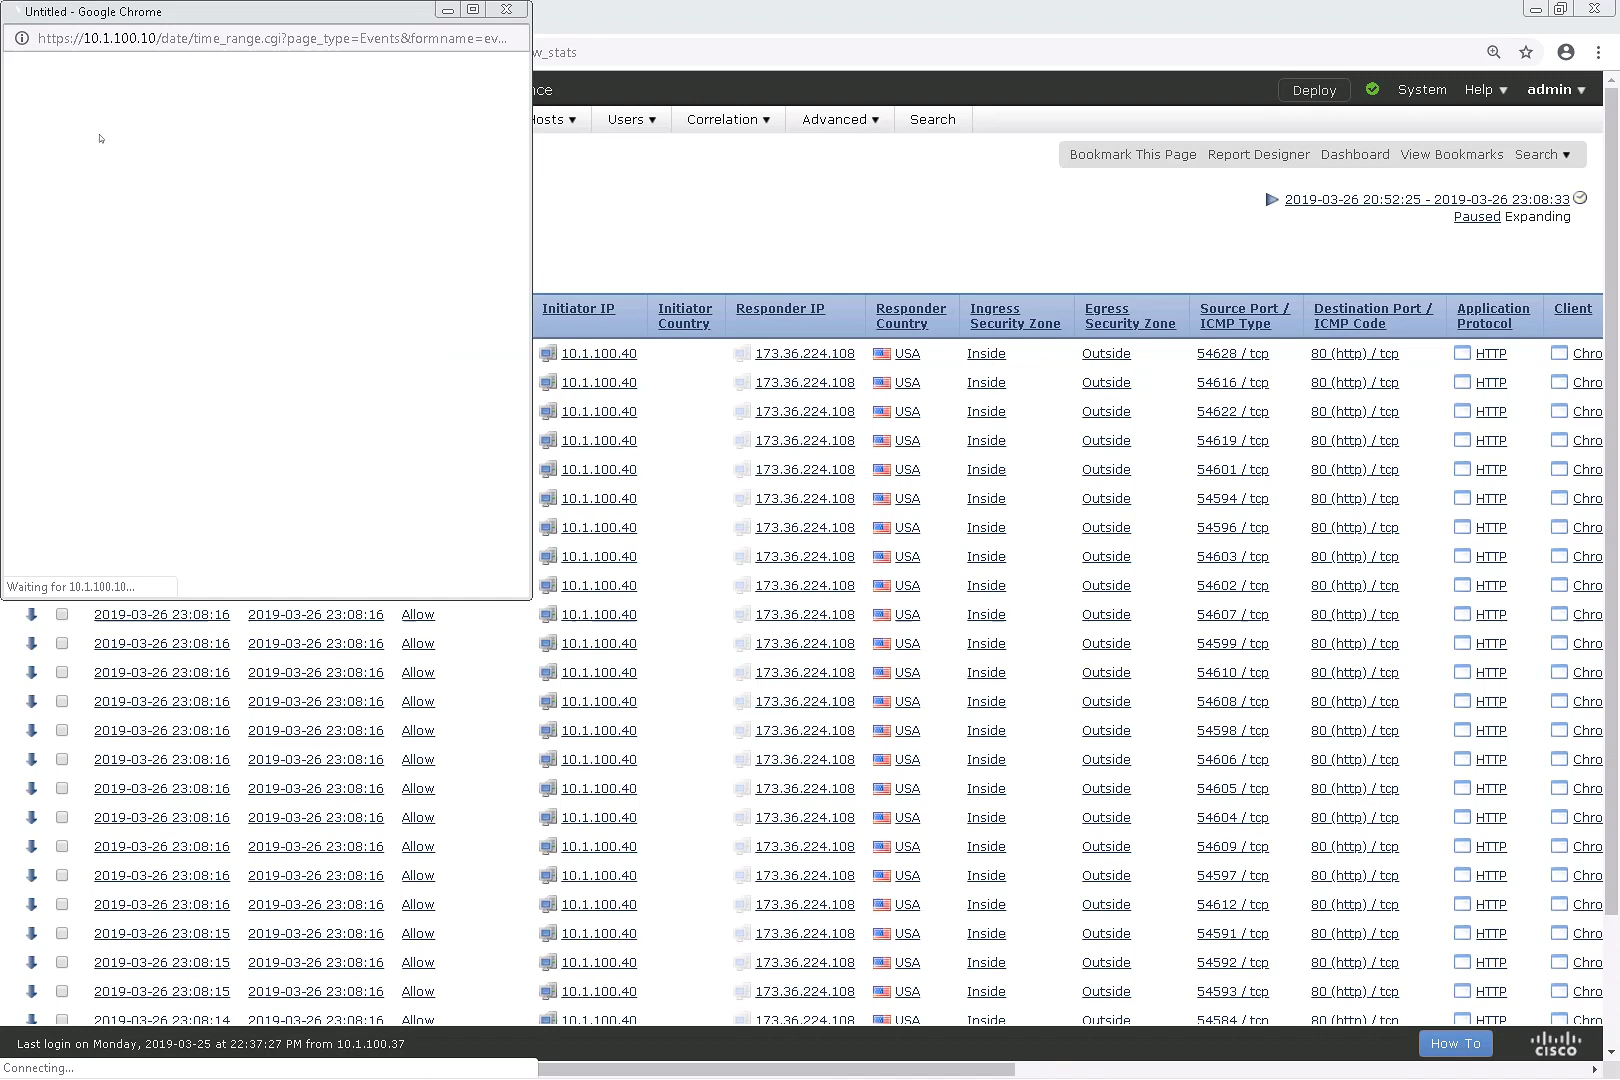 Untitled - Google Chrome
https://10.1.100.10/date/time_range.cgi?page_type=Events&formname=ev...
w_stats
nce
Deploy System Help ▼ admin ▼
Hosts ▼ Users ▼ Correlation ▼ Advanced ▼ Search
Bookmark This Page Report Designer Dashboard View Bookmarks Search ▼
2019-03-26 20:52:25 - 2019-03-26 23:08:33
Paused Expanding
Initiator IP Initiator Country Responder IP Responder Country Ingress Security Zone Egress Security Zone Source Port / ICMP Type Destination Port / ICMP Code Application Protocol Client
10.1.100.40 173.36.224.108 USA Inside Outside 54628 / tcp 80 (http) / tcp HTTP Chro
10.1.100.40 173.36.224.108 USA Inside Outside 54616 / tcp 80 (http) / tcp HTTP Chro
10.1.100.40 173.36.224.108 USA Inside Outside 54622 / tcp 80 (http) / tcp HTTP Chro
10.1.100.40 173.36.224.108 USA Inside Outside 54619 / tcp 80 (http) / tcp HTTP Chro
10.1.100.40 173.36.224.108 USA Inside Outside 54601 / tcp 80 (http) / tcp HTTP Chro
10.1.100.40 173.36.224.108 USA Inside Outside 54594 / tcp 80 (http) / tcp HTTP Chro
10.1.100.40 173.36.224.108 USA Inside Outside 54596 / tcp 80 (http) / tcp HTTP Chro
10.1.100.40 173.36.224.108 USA Inside Outside 54603 / tcp 80 (http) / tcp HTTP Chro
10.1.100.40 173.36.224.108 USA Inside Outside 54602 / tcp 80 (http) / tcp HTTP Chro
Waiting for 10.1.100.10...
2019-03-26 23:08:16 2019-03-26 23:08:16 Allow 10.1.100.40 173.36.224.108 USA Inside Outside 54607 / tcp 80 (http) / tcp HTTP Chro
2019-03-26 23:08:16 2019-03-26 23:08:16 Allow 10.1.100.40 173.36.224.108 USA Inside Outside 54599 / tcp 80 (http) / tcp HTTP Chro
2019-03-26 23:08:16 2019-03-26 23:08:16 Allow 10.1.100.40 173.36.224.108 USA Inside Outside 54610 / tcp 80 (http) / tcp HTTP Chro
2019-03-26 23:08:16 2019-03-26 23:08:16 Allow 10.1.100.40 173.36.224.108 USA Inside Outside 54608 / tcp 80 (http) / tcp HTTP Chro
2019-03-26 23:08:16 2019-03-26 23:08:16 Allow 10.1.100.40 173.36.224.108 USA Inside Outside 54598 / tcp 80 (http) / tcp HTTP Chro
2019-03-26 23:08:16 2019-03-26 23:08:16 Allow 10.1.100.40 173.36.224.108 USA Inside Outside 54606 / tcp 80 (http) / tcp HTTP Chro
2019-03-26 23:08:16 2019-03-26 23:08:16 Allow 10.1.100.40 173.36.224.108 USA Inside Outside 54605 / tcp 80 (http) / tcp HTTP Chro
2019-03-26 23:08:16 2019-03-26 23:08:16 Allow 10.1.100.40 173.36.224.108 USA Inside Outside 54604 / tcp 80 (http) / tcp HTTP Chro
2019-03-26 23:08:16 2019-03-26 23:08:16 Allow 10.1.100.40 173.36.224.108 USA Inside Outside 54609 / tcp 80 (http) / tcp HTTP Chro
2019-03-26 23:08:16 2019-03-26 23:08:16 Allow 10.1.100.40 173.36.224.108 USA Inside Outside 54597 / tcp 80 (http) / tcp HTTP Chro
2019-03-26 23:08:16 2019-03-26 23:08:16 Allow 10.1.100.40 173.36.224.108 USA Inside Outside 54612 / tcp 80 (http) / tcp HTTP Chro
2019-03-26 23:08:15 2019-03-26 23:08:16 Allow 10.1.100.40 173.36.224.108 USA Inside Outside 54591 / tcp 80 (http) / tcp HTTP Chro
2019-03-26 23:08:15 2019-03-26 23:08:16 Allow 10.1.100.40 173.36.224.108 USA Inside Outside 54592 / tcp 80 (http) / tcp HTTP Chro
2019-03-26 23:08:15 2019-03-26 23:08:16 Allow 10.1.100.40 173.36.224.108 USA Inside Outside 54593 / tcp 80 (http) / tcp HTTP Chro
2019-03-26 23:08:14 2019-03-26 23:08:16 Allow 10.1.100.40 173.36.224.108 USA Inside Outside 54584 / tcp 80 (http) / tcp HTTP Chro
Last login on Monday, 2019-03-25 at 22:37:27 PM from 10.1.100.37 How To CISCO
Connecting...